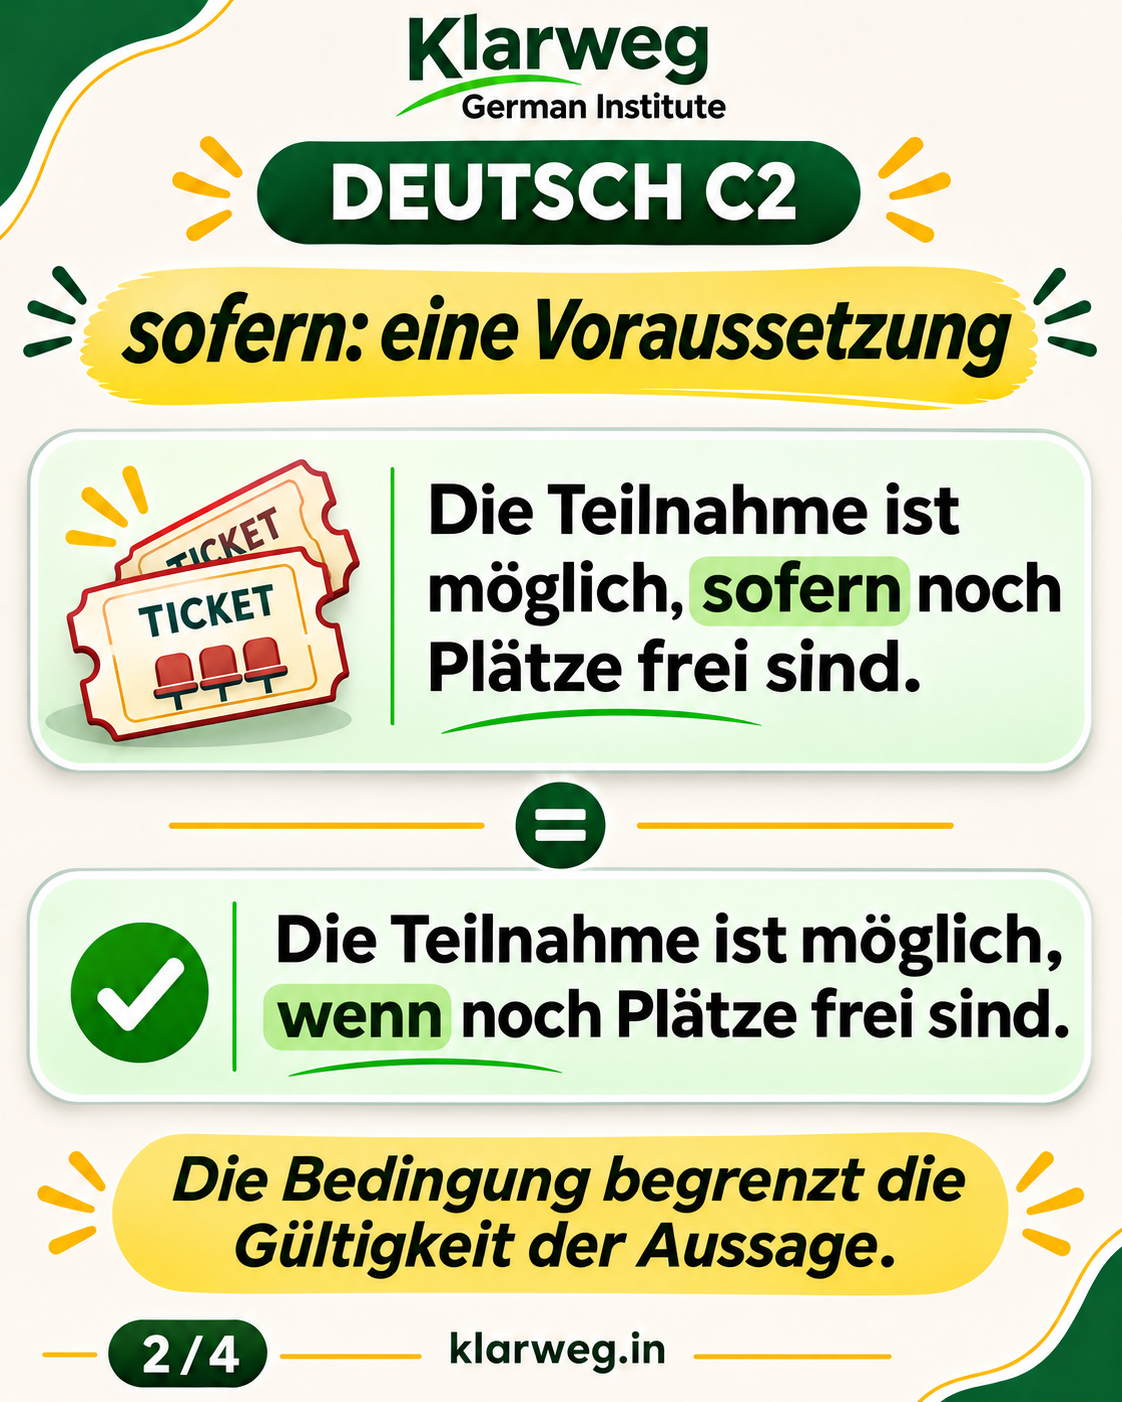 Klarweg
German Institute
DEUTSCH C2
sofern: eine Voraussetzung
TICKET
TICKET
Die Teilnahme ist
möglich, sofern noch
Plätze frei sind.
=
Die Teilnahme ist möglich,
wenn noch Plätze frei sind.
Die Bedingung begrenzt die
Gültigkeit der Aussage.
2/4
klarweg.in